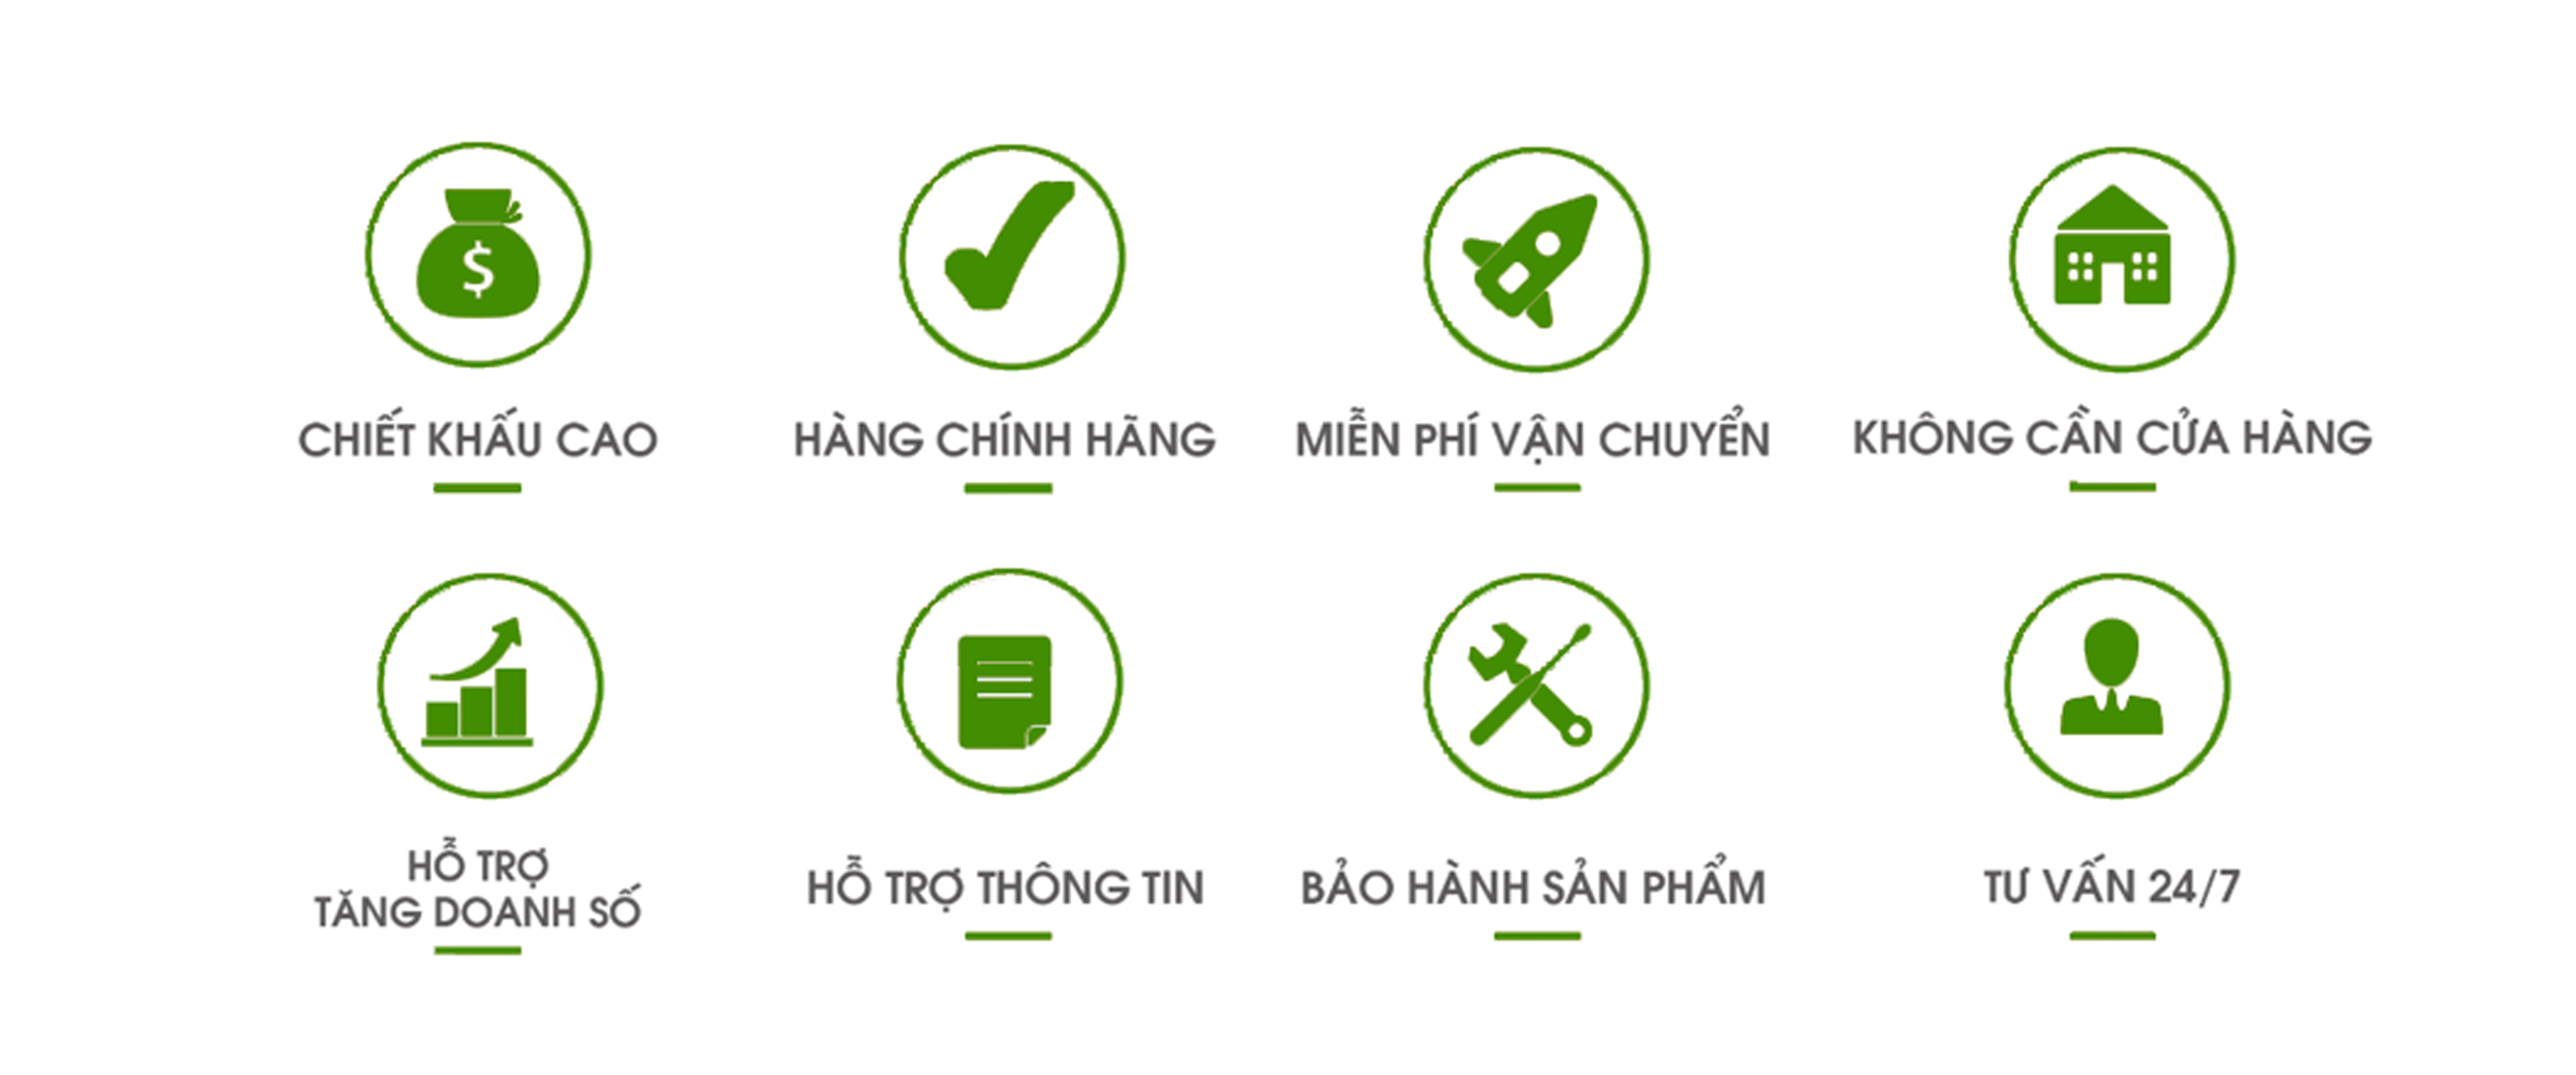 $
CHIẾT KHẤU CAO
HÀNG CHÍNH HÃNG
MIỄN PHÍ VẬN CHUYỂN
KHÔNG CẦN CỬA HÀNG
HỖ TRỢ
TĂNG DOANH SỐ
HỖ TRỢ THÔNG TIN
BẢO HÀNH SẢN PHẨM
TƯ VẤN 24/7